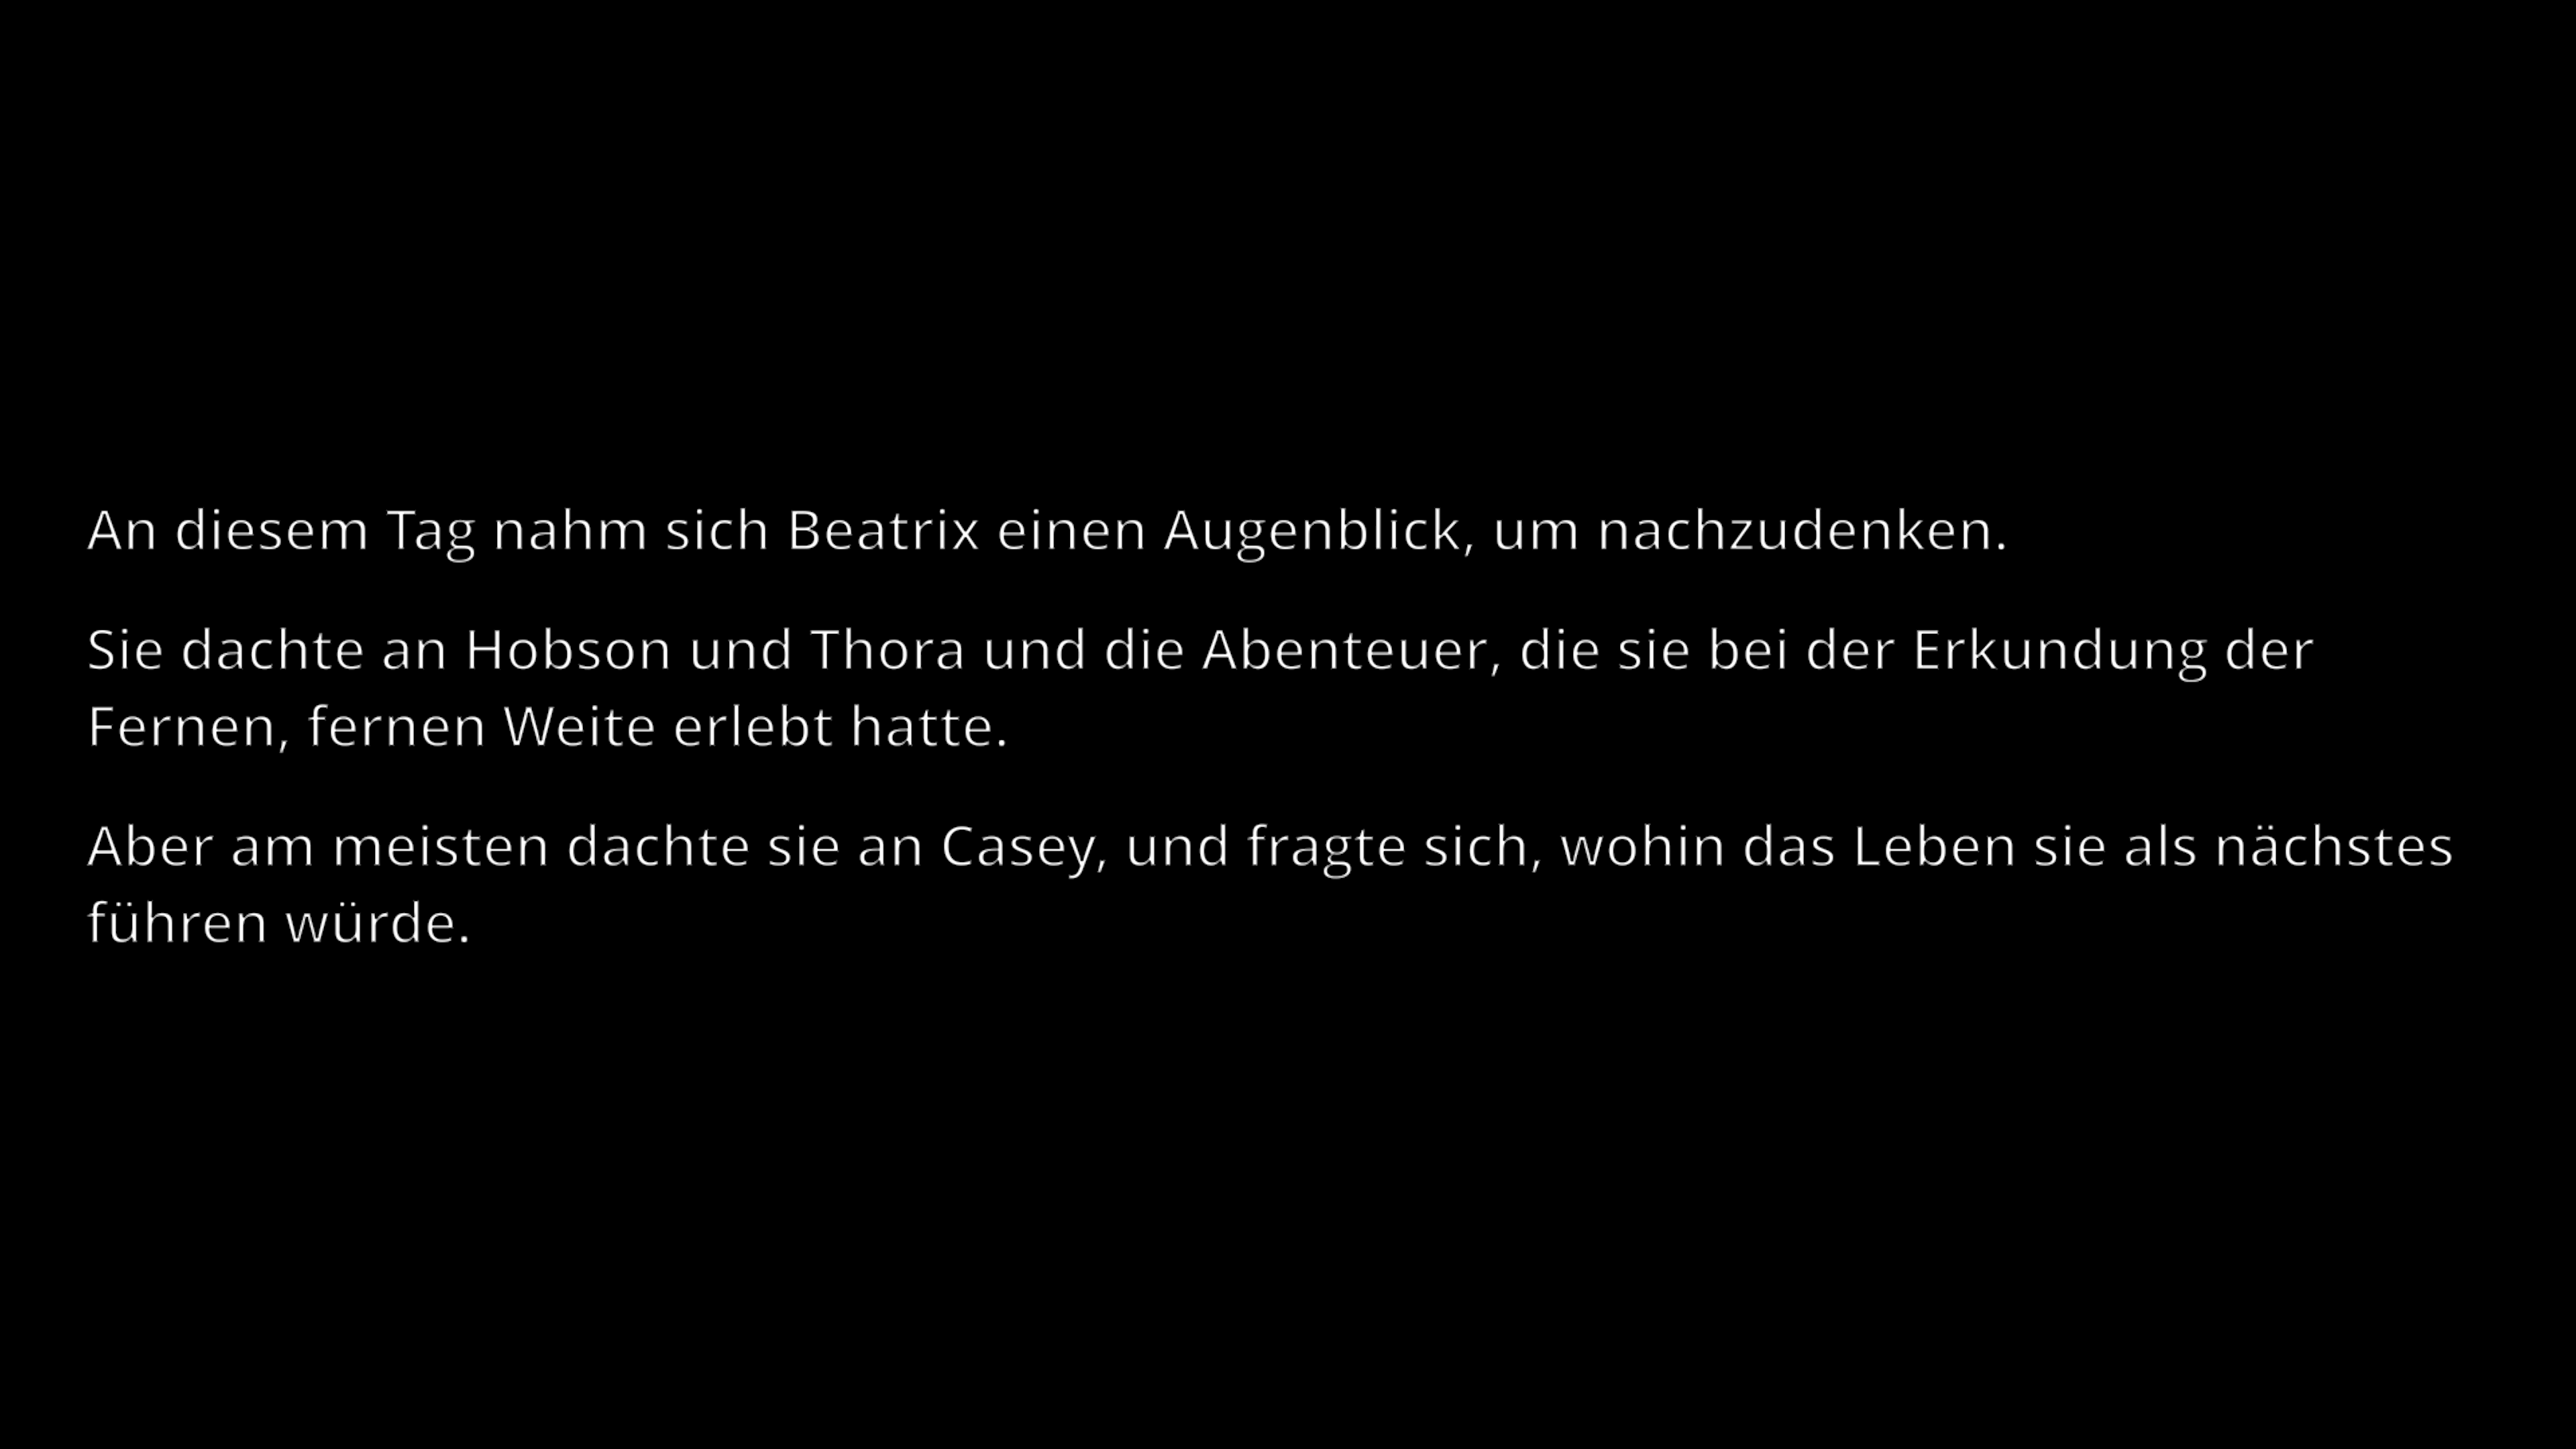 An diesem Tag nahm sich Beatrix einen Augenblick, um nachzudenken.
Sie dachte an Hobson und Thora und die Abenteuer, die sie bei der Erkundung der
Fernen, fernen Weite erlebt hatte.
Aber am meisten dachte sie an Casey, und fragte sich, wohin das Leben sie als nächstes
führen würde.